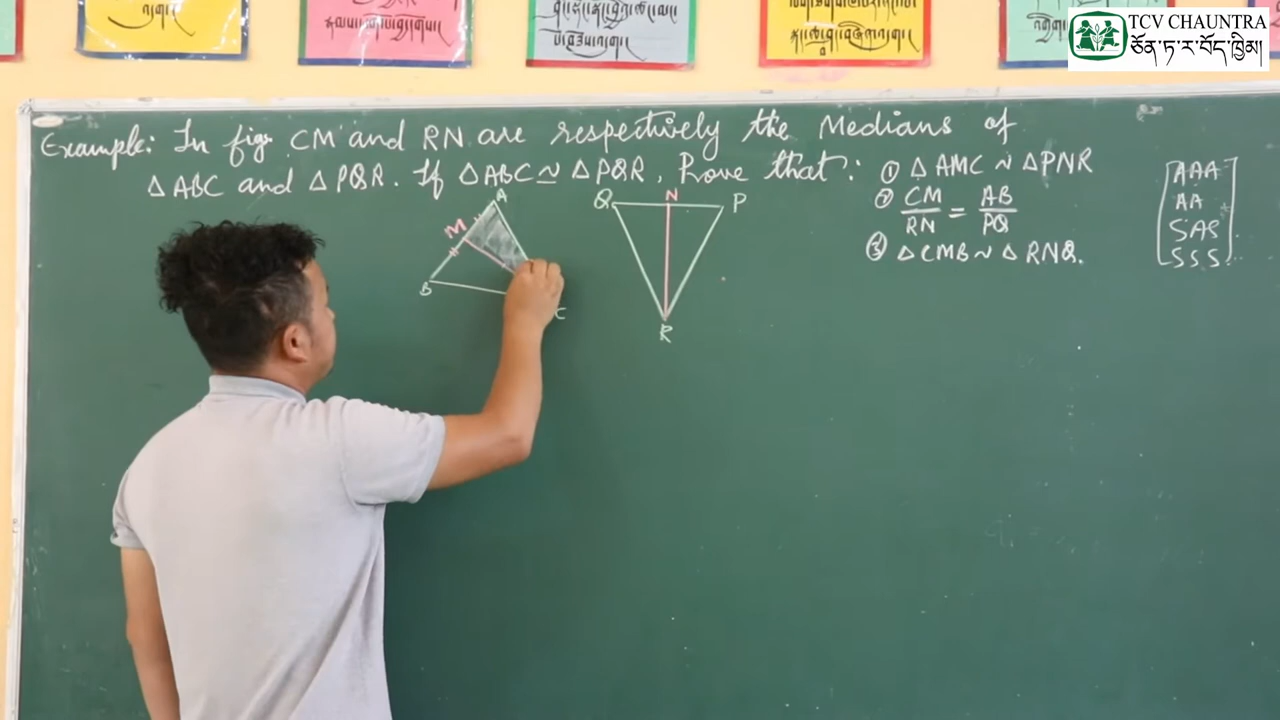 TCV CHAUNTRA
ཙོན་ཏ་ར་བོད་ཁྱིམ།
Example: In fig. CM and RN are respectively the Medians of
△ABC and △PQR. If △ABC ≃ △PQR, Prove that: ① △AMC ~ △PNR
② CM/RN = AB/PQ
③ △CMB ~ △RNQ.
AAA
AA
SAS
SSS
A
M
B
C
Q
N
P
R